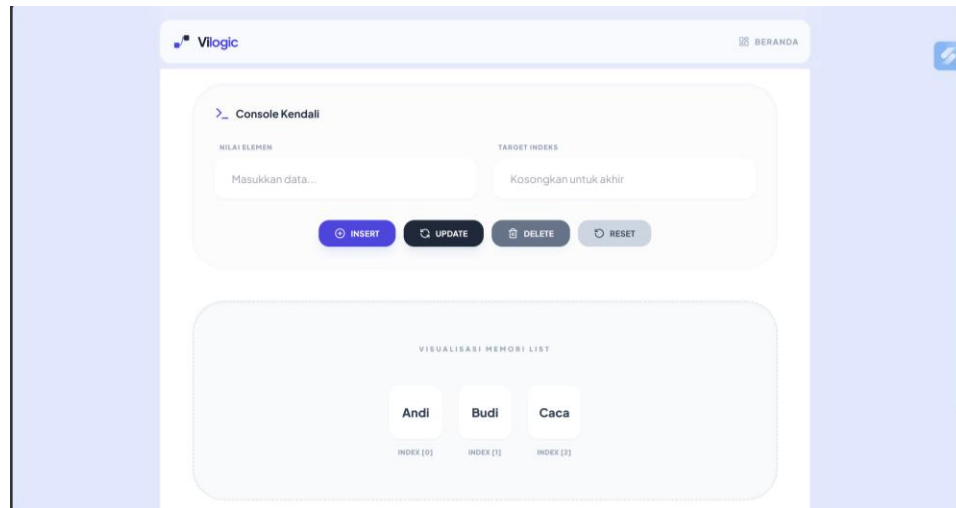 Vilogic
BERANDA
>_ Console Kendali
NILAI ELEMEN
TARGET INDEKS
Masukkan data...
Kosongkan untuk akhir
INSERT
UPDATE
DELETE
RESET
VISUALISASI MEMORI LIST
Andi
Budi
Caca
INDEX [0]
INDEX [1]
INDEX [2]